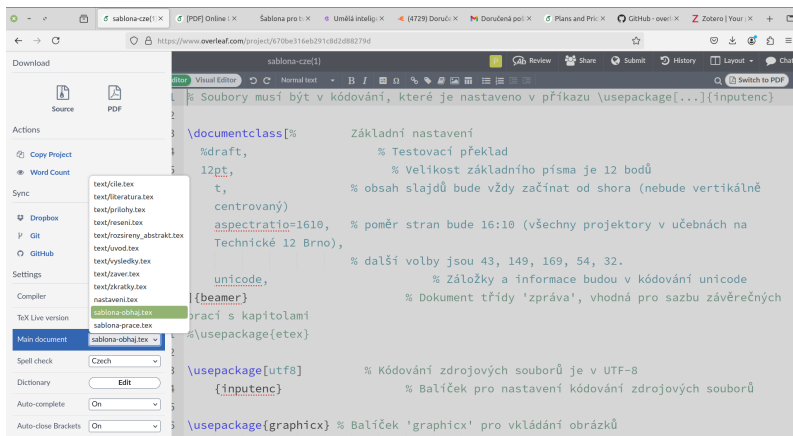 sablona-cze(1)
[PDF] Online L
Šablona pro b
Umělá intelig
(4729) Doruč
Doručená poš
Plans and Pric
GitHub - over
Zotero | Your
https://www.overleaf.com/project/670be316eb291c8d2d88279d
Download
sablona-cze(1)
Review
Share
Submit
History
Layout
Chat
Source
PDF
Visual Editor
Normal text
Switch to PDF
Actions
Copy Project
Word Count
Sync
Dropbox
Git
GitHub
Settings
Compiler
TeX Live version
Main document
sablona-obhaj.tex
Spell check
Czech
Dictionary
Edit
Auto-complete
On
Auto-close Brackets
On
text/cile.tex
text/literatura.tex
text/prilohy.tex
text/reseni.tex
text/rozsireny_abstrakt.tex
text/uvod.tex
text/vysledky.tex
text/zaver.tex
text/zkratky.tex
nastaveni.tex
sablona-obhaj.tex
sablona-prace.tex
% Soubory musí být v kódování, které je nastaveno v příkazu \usepackage[...]{inputenc}
\documentclass[% Základní nastavení
%draft, % Testovací překlad
12pt, % Velikost základního písma je 12 bodů
t, % obsah slajdů bude vždy začínat od shora (nebude vertikálně
centrovaný)
aspectratio=1610, % poměr stran bude 16:10 (všechny projektory v učebnách na
Technické 12 Brno),
% další volby jsou 43, 149, 169, 54, 32.
unicode, % Záložky a informace budou v kódování unicode
]{beamer} % Dokument třídy 'zpráva', vhodná pro sazbu závěrečných
prací s kapitolami
%\usepackage{etex}
\usepackage[utf8] % Kódování zdrojových souborů je v UTF-8
{inputenc} % Balíček pro nastavení kódování zdrojových souborů
\usepackage{graphicx} % Balíček 'graphicx' pro vkládání obrázků